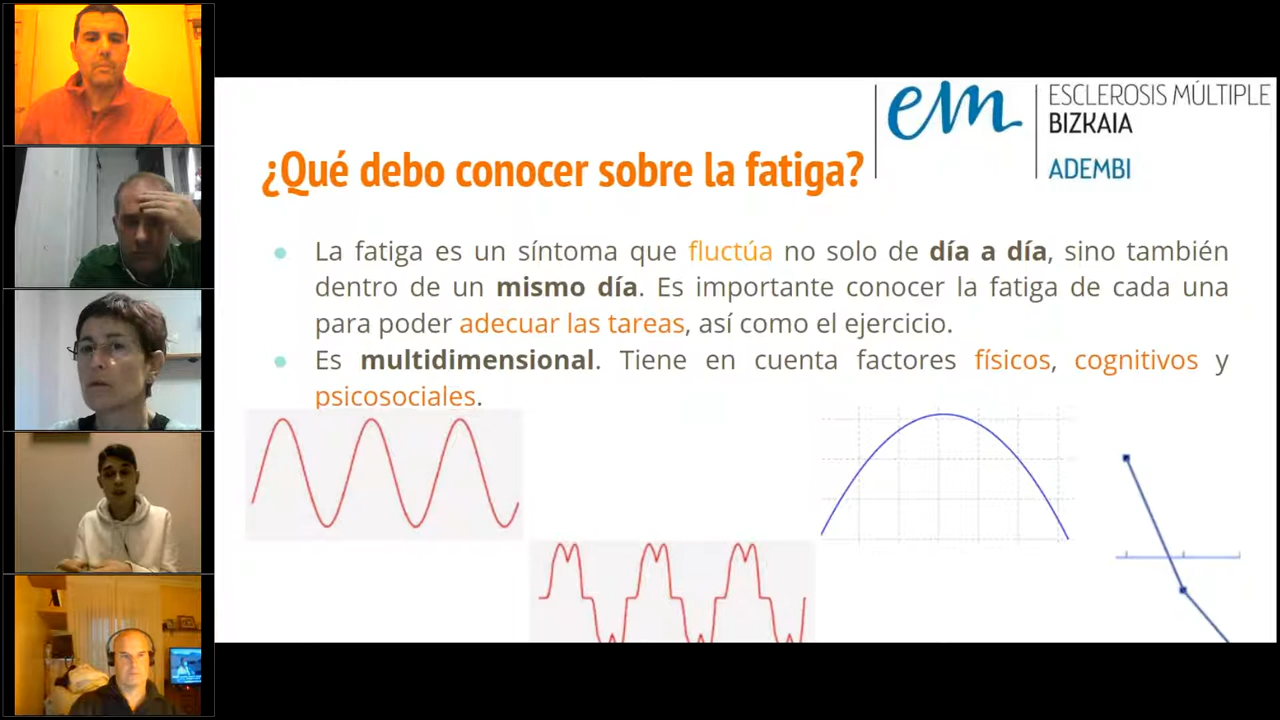 em
ESCLEROSIS MÚLTIPLE
BIZKAIA
ADEMBI
¿Qué debo conocer sobre la fatiga?
La fatiga es un síntoma que fluctúa no solo de día a día, sino también
dentro de un mismo día. Es importante conocer la fatiga de cada una
para poder adecuar las tareas, así como el ejercicio.
Es multidimensional. Tiene en cuenta factores físicos, cognitivos y
psicosociales.